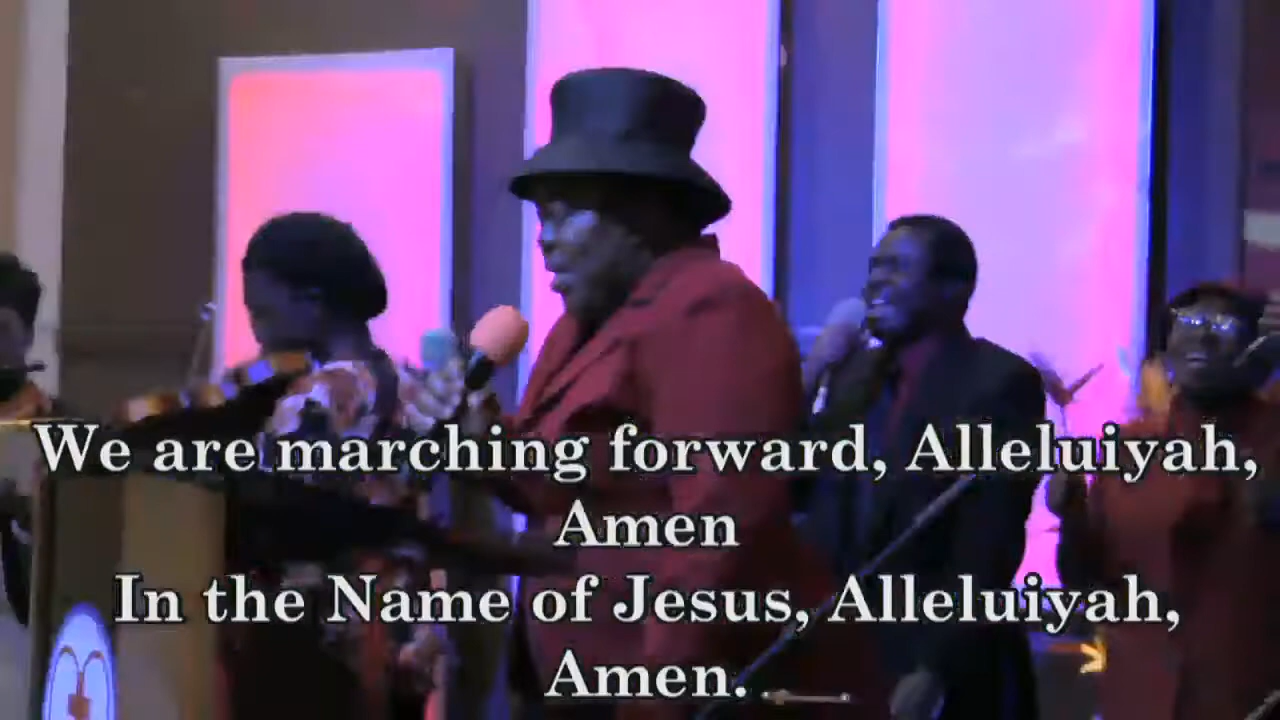 We are marching forward, Alleluiyah,
Amen
In the Name of Jesus, Alleluiyah,
Amen.